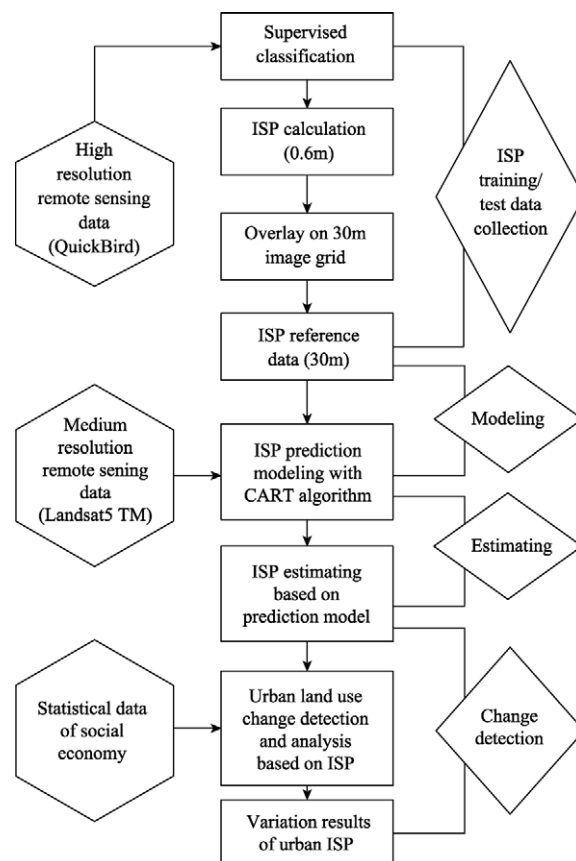 Supervised
classification
ISP calculation
(0.6m)
High
resolution
remote sensing
data
(QuickBird)
ISP
training/
test data
collection
Overlay on 30m
image grid
ISP reference
data (30m)
Modeling
Medium
resolution
remote sening
data
(Landsat5 TM)
ISP prediction
modeling with
CART algorithm
Estimating
ISP estimating
based on
prediction model
Statistical data
of social
economy
Urban land use
change detection
and analysis
based on ISP
Change
detection
Variation results
of urban ISP